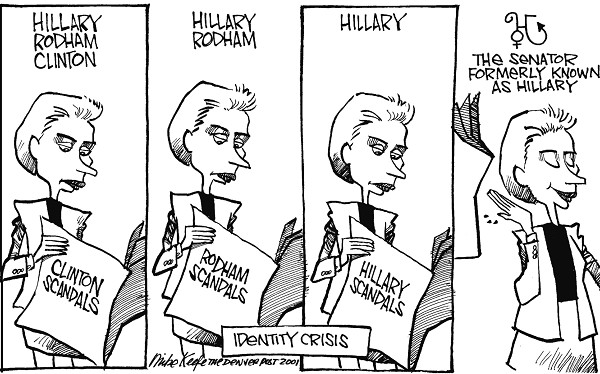 HILLARY
RODHAM
CLINTON
CLINTON
SCANDALS
HILLARY
RODHAM
RODHAM
SCANDALS
HILLARY
HILLARY
SCANDALS
THE SENATOR
FORMERLY KNOWN
AS HILLARY
IDENTITY CRISIS
Mike Keefe THE DENVER POST 2001